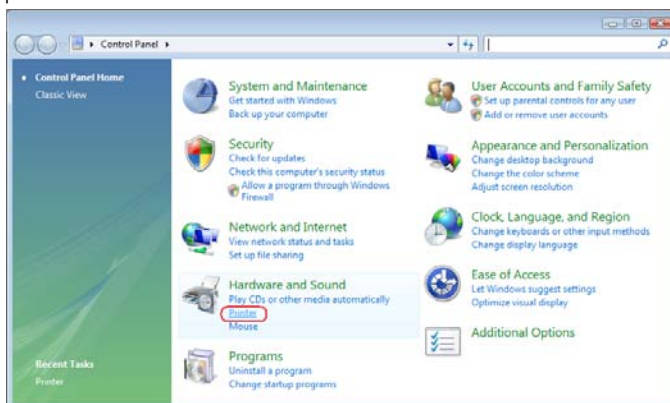 Control Panel
Control Panel Home
Classic View
System and Maintenance
Get started with Windows
Back up your computer
Security
Check for updates
Check this computer's security status
Allow a program through Windows
Firewall
Network and Internet
View network status and tasks
Set up file sharing
Hardware and Sound
Play CDs or other media automatically
Printer
Mouse
Programs
Uninstall a program
Change startup programs
User Accounts and Family Safety
Set up parental controls for any user
Add or remove user accounts
Appearance and Personalization
Change desktop background
Change the color scheme
Adjust screen resolution
Clock, Language, and Region
Change keyboards or other input methods
Change display language
Ease of Access
Let Windows suggest settings
Optimize visual display
Additional Options
Recent Tasks
Printer